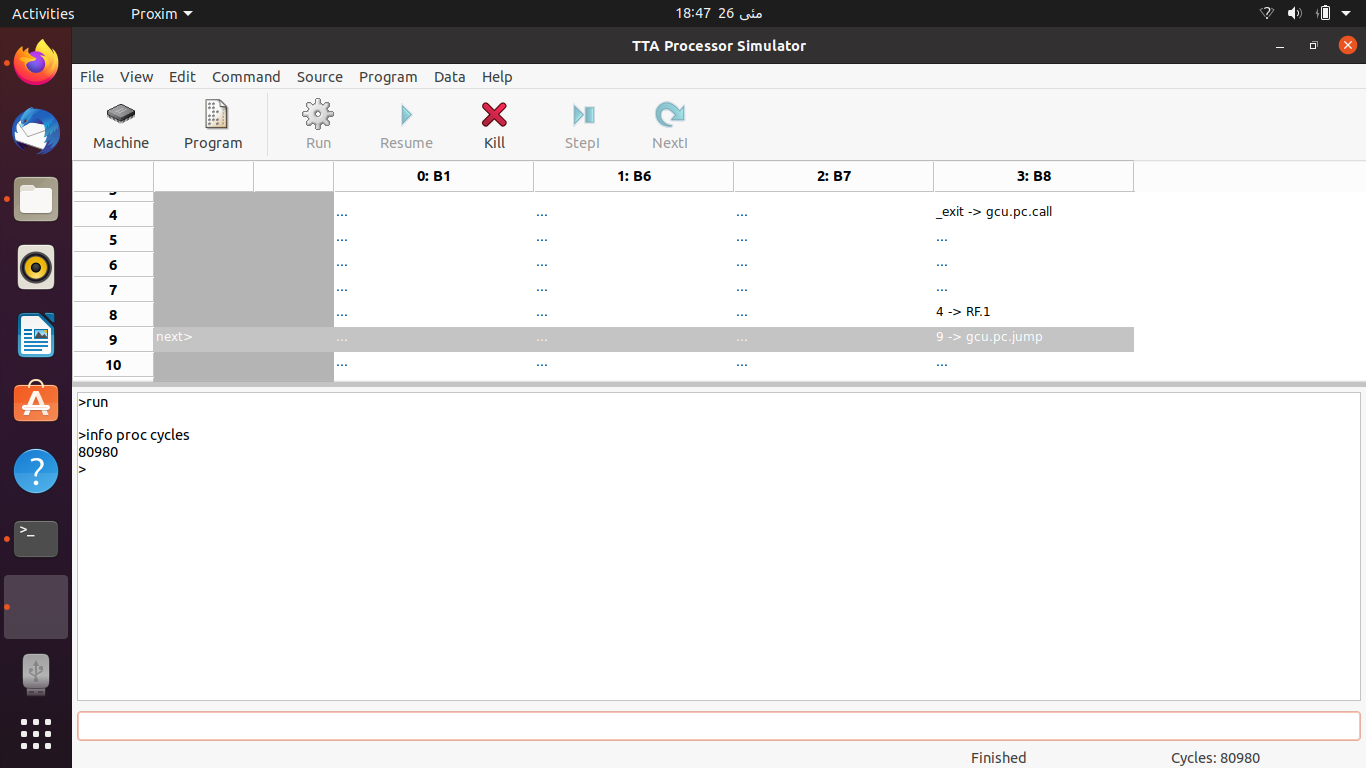 Activities Proxim 18:47 26 مئی
TTA Processor Simulator
File View Edit Command Source Program Data Help
Machine Program Run Resume Kill StepI NextI
0: B1 1: B6 2: B7 3: B8
4 ... ... ... _exit -> gcu.pc.call
5 ... ... ... ...
6 ... ... ... ...
7 ... ... ... ...
8 ... ... ... 4 -> RF.1
9 next> ... ... ... 9 -> gcu.pc.jump
10 ... ... ... ...
>run
>info proc cycles
80980
>
Finished Cycles: 80980